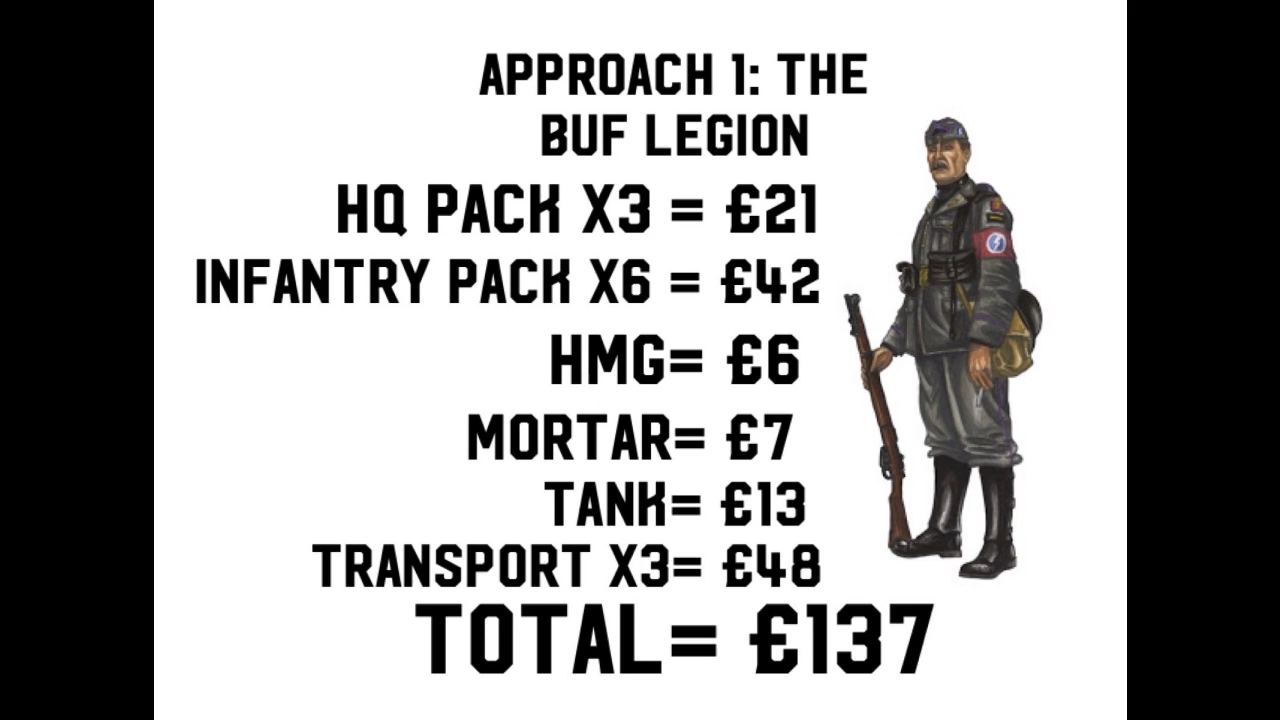 APPROACH 1: THE
BUF LEGION
HQ PACK X3 = £21
INFANTRY PACK X6 = £42
HMG= £6
MORTAR= £7
TANK= £13
TRANSPORT X3= £48
TOTAL= £137